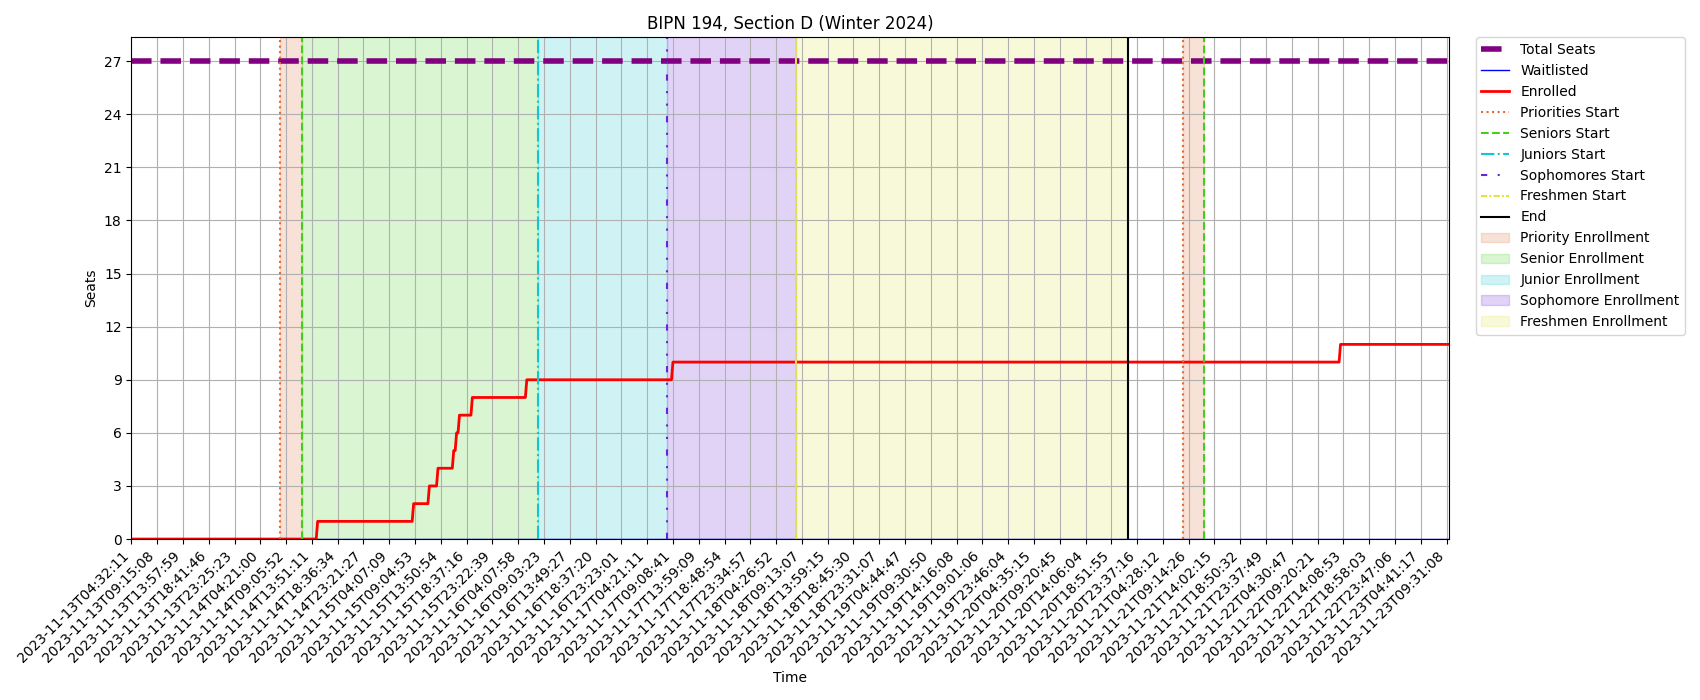 BIPN 194, Section D (Winter 2024)
Seats
27
24
21
18
15
12
9
6
3
0
2023-11-13T04:32:11
2023-11-13T09:15:08
2023-11-13T13:57:59
2023-11-13T18:41:46
2023-11-13T23:25:23
2023-11-14T04:21:00
2023-11-14T09:05:52
2023-11-14T13:51:11
2023-11-14T18:36:34
2023-11-14T23:21:27
2023-11-15T04:07:09
2023-11-15T09:04:53
2023-11-15T13:50:54
2023-11-15T18:37:16
2023-11-15T23:22:39
2023-11-16T04:07:58
2023-11-16T09:03:23
2023-11-16T13:49:27
2023-11-16T18:37:20
2023-11-16T23:23:01
2023-11-17T04:21:11
2023-11-17T09:08:41
2023-11-17T13:59:09
2023-11-17T18:48:54
2023-11-17T23:34:57
2023-11-18T04:26:52
2023-11-18T09:13:07
2023-11-18T13:59:15
2023-11-18T18:45:30
2023-11-18T23:31:07
2023-11-19T04:44:47
2023-11-19T09:30:50
2023-11-19T14:16:08
2023-11-19T19:01:06
2023-11-19T23:46:04
2023-11-20T04:35:15
2023-11-20T09:20:45
2023-11-20T14:06:04
2023-11-20T18:51:55
2023-11-20T23:37:16
2023-11-21T04:28:12
2023-11-21T09:14:26
2023-11-21T14:02:15
2023-11-21T18:50:32
2023-11-21T23:37:49
2023-11-22T04:30:47
2023-11-22T09:20:21
2023-11-22T14:08:53
2023-11-22T18:58:03
2023-11-22T23:47:06
2023-11-23T04:41:17
2023-11-23T09:31:08
Time
Total Seats
Waitlisted
Enrolled
Priorities Start
Seniors Start
Juniors Start
Sophomores Start
Freshmen Start
End
Priority Enrollment
Senior Enrollment
Junior Enrollment
Sophomore Enrollment
Freshmen Enrollment